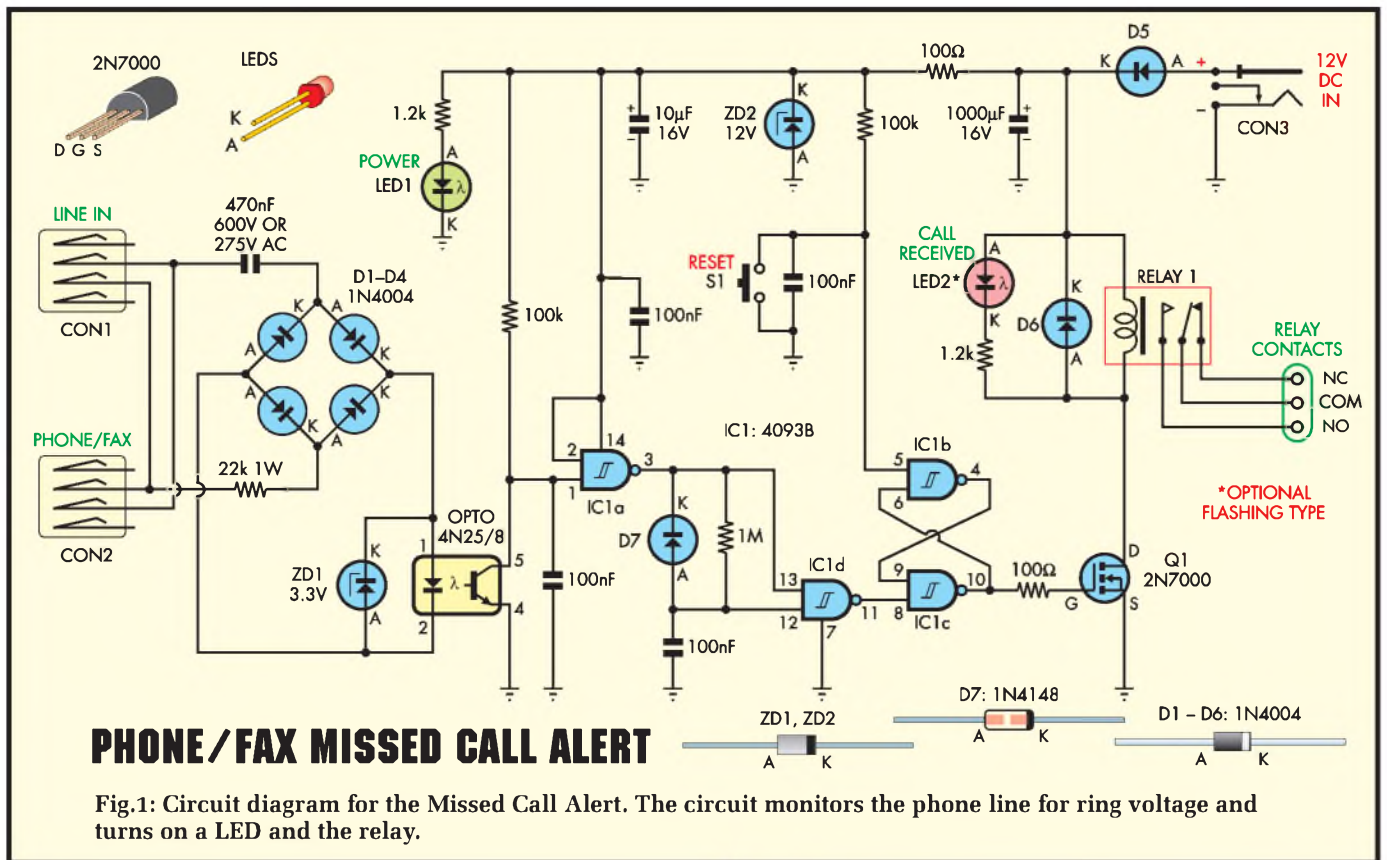 2N7000
D G S
LEDS
K
A
1.2k
POWER
A
LED1
λ
K
10µF
16V
+
–
ZD2
12V
K
A
100Ω
100k
1000µF
16V
+
–
D5
K
A
+
–
12V
DC
IN
CON3
LINE IN
CON1
470nF
600V OR
275V AC
D1–D4
1N4004
K
A
A
K
A
K
K
A
100k
100nF
RESET
S1
100nF
CALL
RECEIVED
LED2*
A
λ
K
1.2k
D6
K
A
RELAY 1
RELAY
CONTACTS
NC
COM
NO
PHONE/FAX
CON2
22k 1W
ZD1
3.3V
K
A
OPTO
4N25/8
1
2
λ
5
4
100nF
2
14
1
3
IC1a
IC1: 4093B
D7
K
A
1M
100nF
IC1d
13
12
11
7
IC1b
5
6
4
9
8
10
IC1c
100Ω
G
D
S
Q1
2N7000
*OPTIONAL
FLASHING TYPE
PHONE/FAX MISSED CALL ALERT
ZD1, ZD2
A K
D7: 1N4148
A K
D1 – D6: 1N4004
A K
Fig.1: Circuit diagram for the Missed Call Alert. The circuit monitors the phone line for ring voltage and
turns on a LED and the relay.